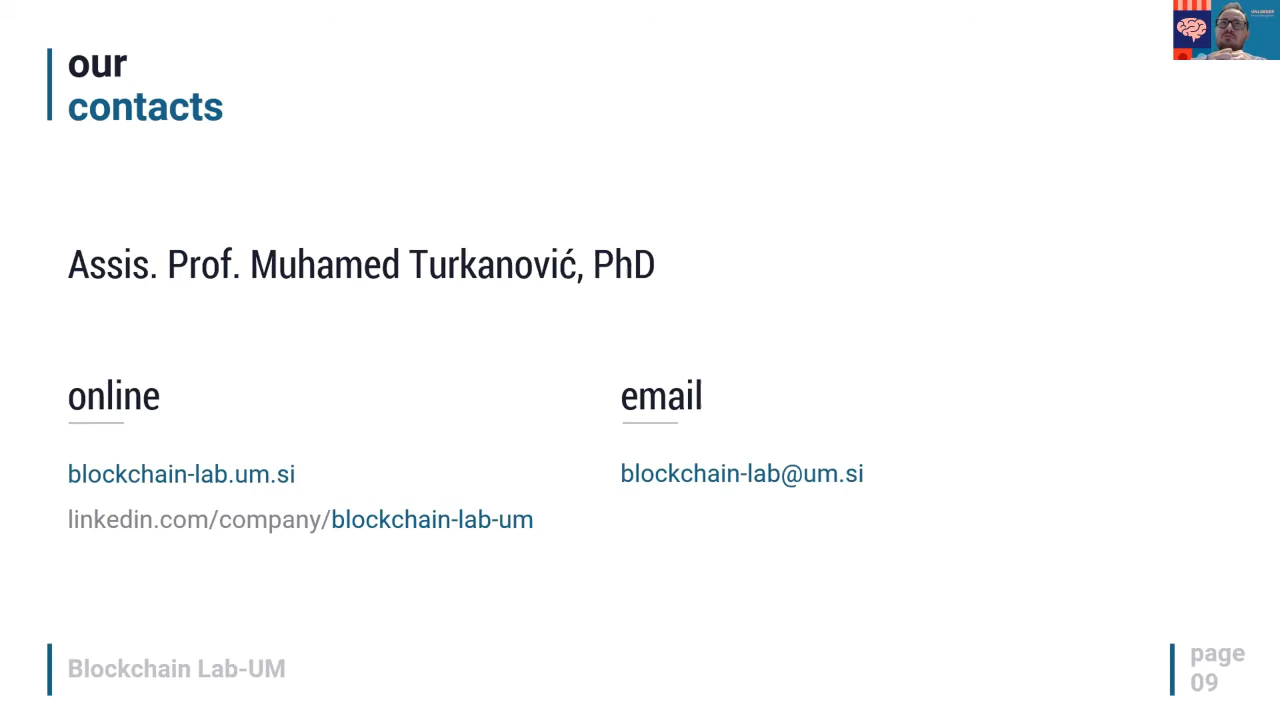 our
contacts
Assis. Prof. Muhamed Turkanović, PhD
online
blockchain-lab.um.si
linkedin.com/company/blockchain-lab-um
email
blockchain-lab@um.si
Blockchain Lab-UM
page
09